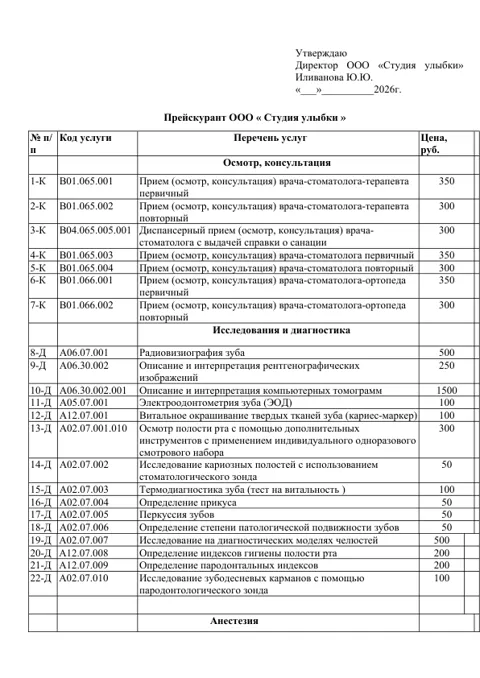 Утверждаю
Директор ООО «Студия улыбки»
Иливанова Ю.Ю.
«___»__________2026г.
Прейскурант ООО « Студия улыбки »
№ п/п Код услуги Перечень услуг Цена, руб.
Осмотр, консультация
1-К В01.065.001 Прием (осмотр, консультация) врача-стоматолога-терапевта 350
первичный
2-К В01.065.002 Прием (осмотр, консультация) врача-стоматолога-терапевта 300
повторный
3-К В04.065.005.001 Диспансерный прием (осмотр, консультация) врача- 300
стоматолога с выдачей справки о санации
4-К В01.065.003 Прием (осмотр, консультация) врача-стоматолога первичный 350
5-К В01.065.004 Прием (осмотр, консультация) врача-стоматолога повторный 300
6-К В01.066.001 Прием (осмотр, консультация) врача-стоматолога-ортопеда 350
первичный
7-К В01.066.002 Прием (осмотр, консультация) врача-стоматолога-ортопеда 300
повторный
Исследования и диагностика
8-Д А06.07.001 Радиовизиография зуба 500
9-Д А06.30.002 Описание и интерпретация рентгенографических 250
изображений
10-Д А06.30.002.001 Описание и интерпретация компьютерных томограмм 1500
11-Д А05.07.001 Электроодонтометрия зуба (ЭОД) 100
12-Д А12.07.001 Витальное окрашивание твердых тканей зуба (кариес-маркер) 100
13-Д А02.07.001.010 Осмотр полости рта с помощью дополнительных 300
инструментов с применением индивидуального одноразового
смотрового набора
14-Д А02.07.002 Исследование кариозных полостей с использованием 50
стоматологического зонда
15-Д А02.07.003 Термодиагностика зуба (тест на витальность ) 100
16-Д А02.07.004 Определение прикуса 50
17-Д А02.07.005 Перкуссия зубов 50
18-Д А02.07.006 Определение степени патологической подвижности зубов 50
19-Д А02.07.007 Исследование на диагностических моделях челюстей 500
20-Д А12.07.008 Определение индексов гигиены полости рта 200
21-Д А12.07.009 Определение пародонтальных индексов 200
22-Д А02.07.010 Исследование зубодесневых карманов с помощью 100
пародонтологического зонда
Анестезия